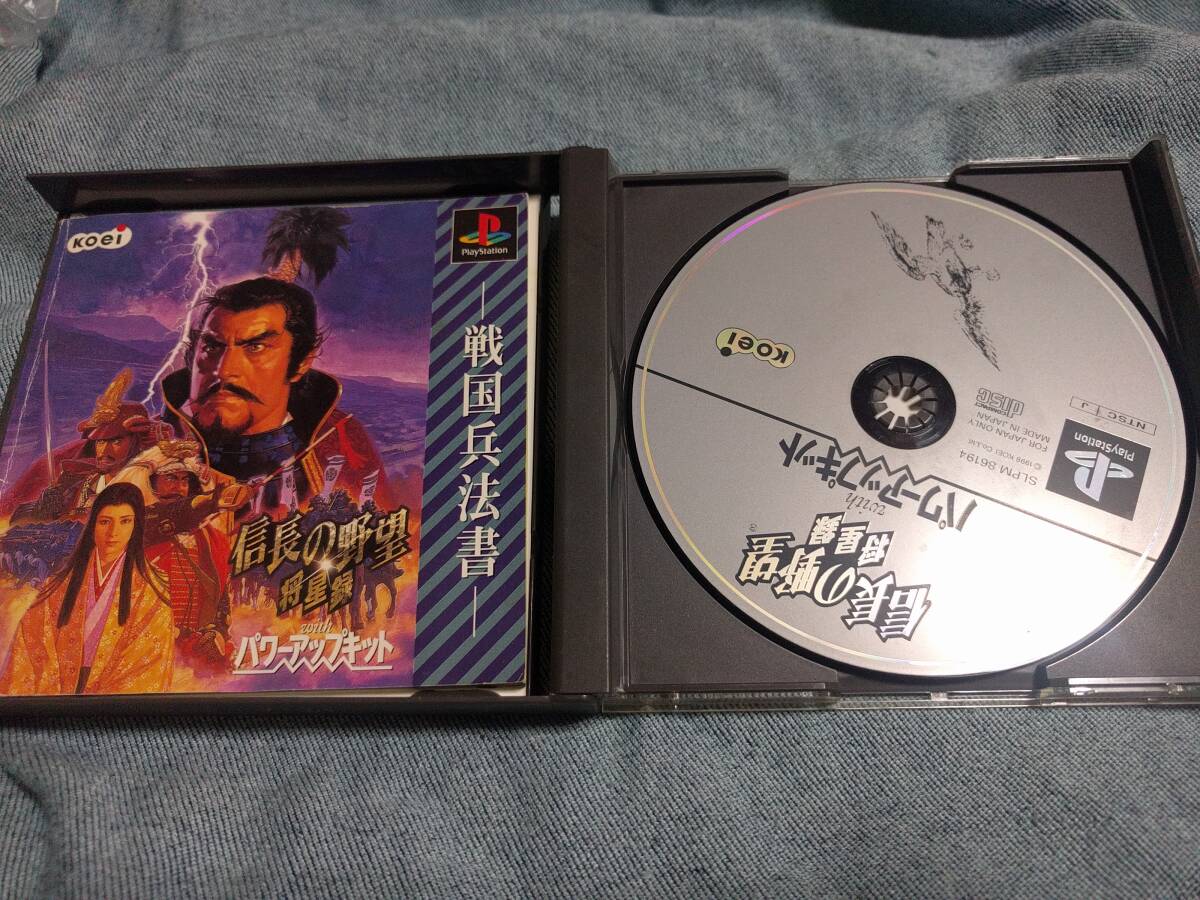 KOEI
PlayStation
戦国兵法書
信長の野望
将星録
with
パワーアップキット
KOEI
信長の野望
将星録
with
パワーアップキット
PlayStation
SLPM 86194
©1998 KOEI Co.,Ltd.
FOR JAPAN ONLY
MADE IN JAPAN
COMPACT
disc
NTSC J